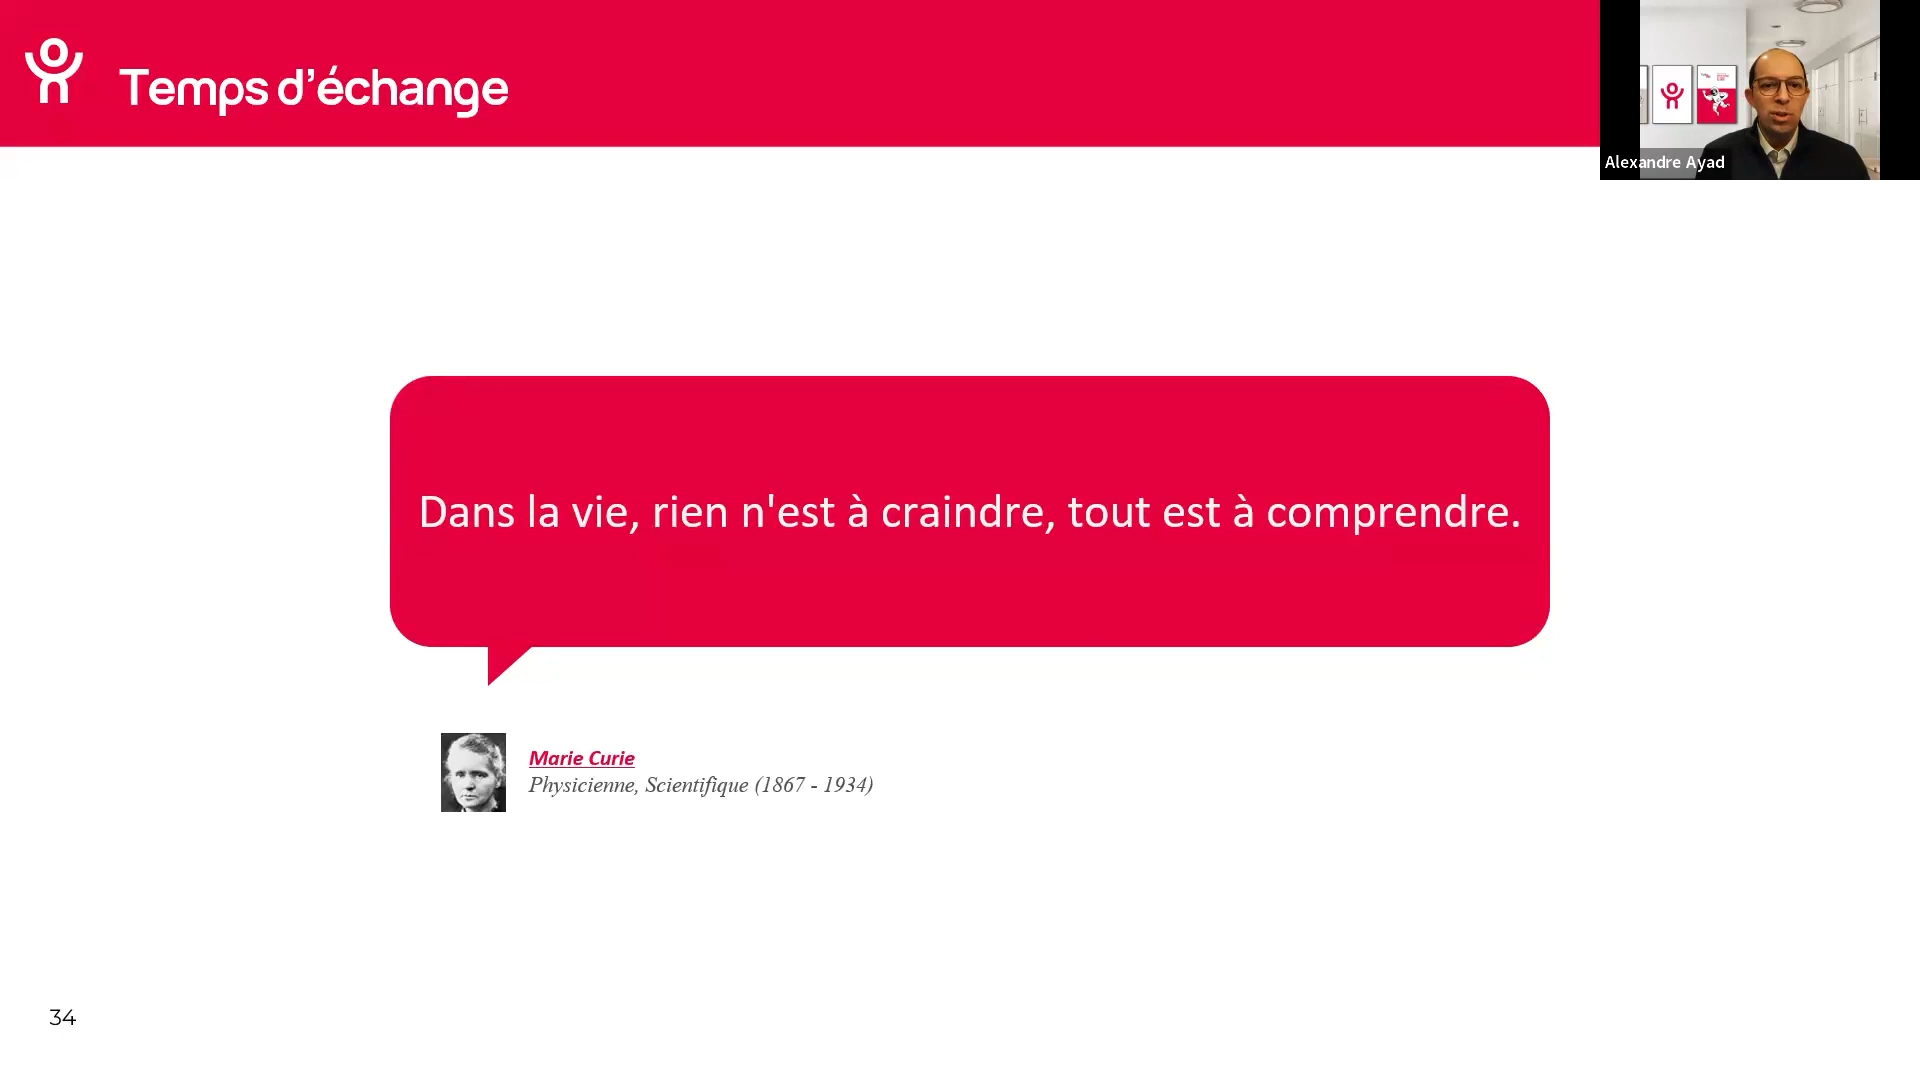 Temps d’échange
Alexandre Ayad
Dans la vie, rien n'est à craindre, tout est à comprendre.
Marie Curie
Physicienne, Scientifique (1867 - 1934)
34